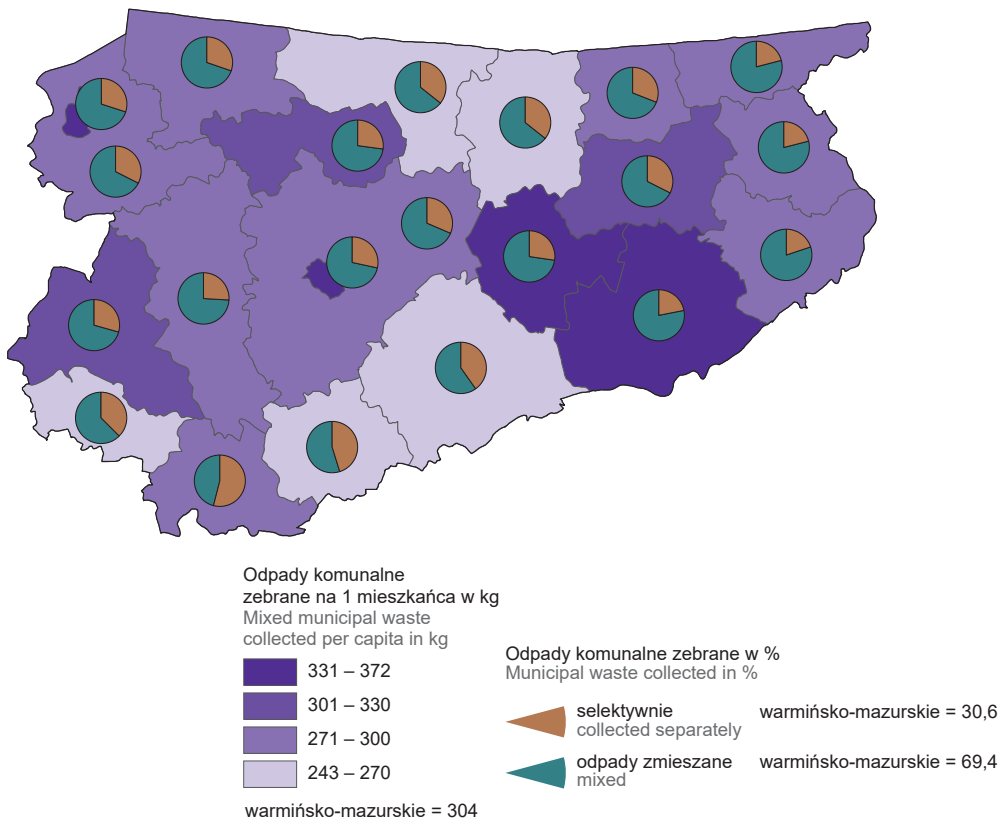 Odpady komunalne
zebrane na 1 mieszkańca w kg
Mixed municipal waste
collected per capita in kg
331 – 372
301 – 330
271 – 300
243 – 270
warmińsko-mazurskie = 304
Odpady komunalne zebrane w %
Municipal waste collected in %
selektywnie warmińsko-mazurskie = 30,6
collected separately
odpady zmieszane warmińsko-mazurskie = 69,4
mixed